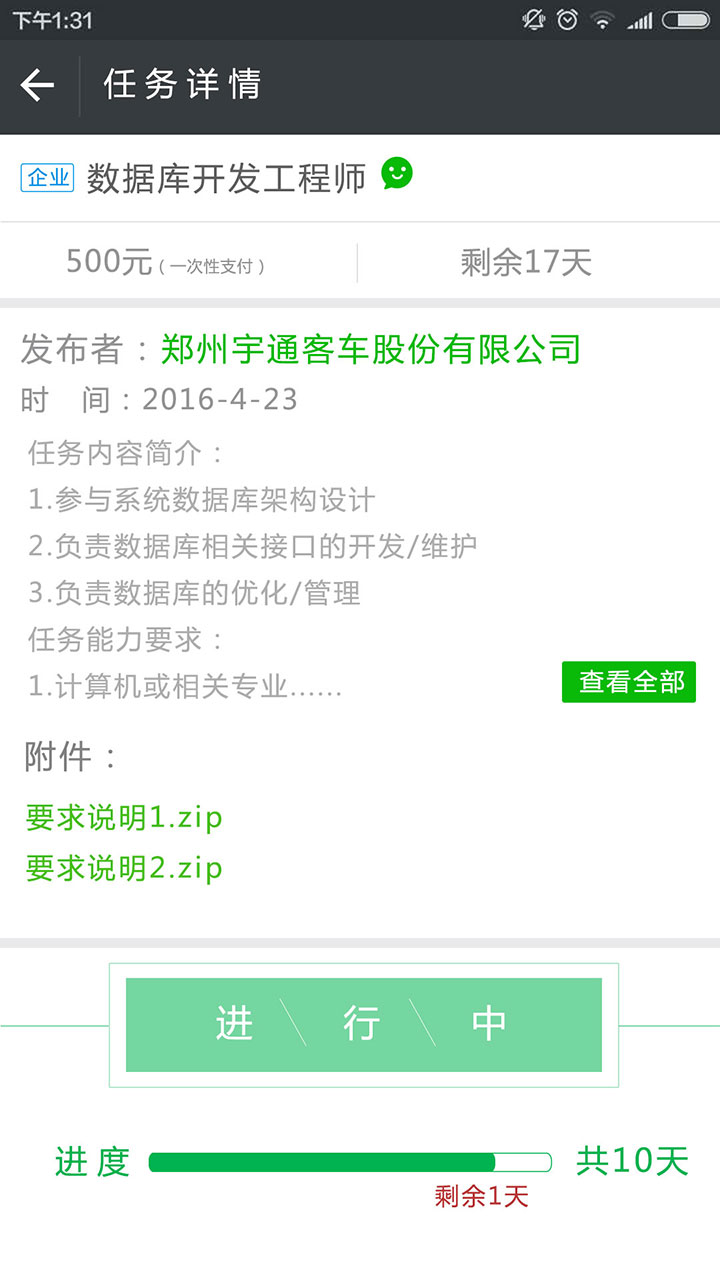 下午1:31
任务详情
企业 数据库开发工程师
500元(一次性支付) 剩余17天
发布者：郑州宇通客车股份有限公司
时 间：2016-4-23
任务内容简介：
1.参与系统数据库架构设计
2.负责数据库相关接口的开发/维护
3.负责数据库的优化/管理
任务能力要求：
1.计算机或相关专业......
查看全部
附件：
要求说明1.zip
要求说明2.zip
进行中
进度 共10天
剩余1天